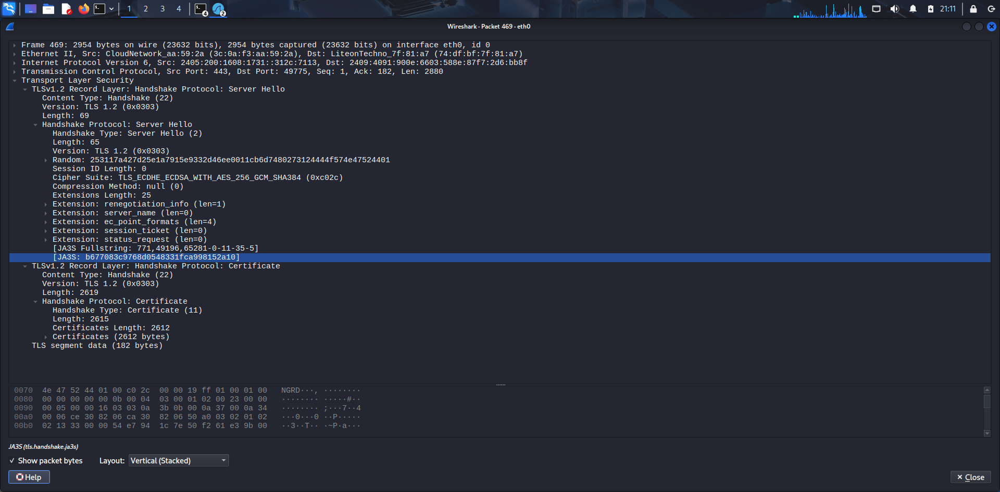 1 2 3 4 4 2 21:11
Wireshark · Packet 469 · eth0
Frame 469: 2954 bytes on wire (23632 bits), 2954 bytes captured (23632 bits) on interface eth0, id 0
Ethernet II, Src: CloudNetwork_aa:59:2a (3c:0a:f3:aa:59:2a), Dst: LiteonTechno_7f:81:a7 (74:df:bf:7f:81:a7)
Internet Protocol Version 6, Src: 2405:200:1608:1731::312c:7113, Dst: 2409:4091:900e:6603:588e:87f7:2d6:bb8f
Transmission Control Protocol, Src Port: 443, Dst Port: 49775, Seq: 1, Ack: 182, Len: 2880
Transport Layer Security
TLSv1.2 Record Layer: Handshake Protocol: Server Hello
Content Type: Handshake (22)
Version: TLS 1.2 (0x0303)
Length: 69
Handshake Protocol: Server Hello
Handshake Type: Server Hello (2)
Length: 65
Version: TLS 1.2 (0x0303)
Random: 253117a427d25e1a7915e9332d46ee0011cb6d7480273124444f574e47524401
Session ID Length: 0
Cipher Suite: TLS_ECDHE_ECDSA_WITH_AES_256_GCM_SHA384 (0xc02c)
Compression Method: null (0)
Extensions Length: 25
Extension: renegotiation_info (len=1)
Extension: server_name (len=0)
Extension: ec_point_formats (len=4)
Extension: session_ticket (len=0)
Extension: status_request (len=0)
[JA3S Fullstring: 771,49196,65281-0-11-35-5]
[JA3S: b677083c9768d0548331fca998152a10]
TLSv1.2 Record Layer: Handshake Protocol: Certificate
Content Type: Handshake (22)
Version: TLS 1.2 (0x0303)
Length: 2619
Handshake Protocol: Certificate
Handshake Type: Certificate (11)
Length: 2615
Certificates Length: 2612
Certificates (2612 bytes)
TLS segment data (182 bytes)
0070 4e 47 52 44 01 00 c0 2c 00 00 19 ff 01 00 01 00 NGRD···, ········
0080 00 00 00 00 00 0b 00 04 03 00 01 02 00 23 00 00 ········ ·····#··
0090 00 05 00 00 16 03 03 0a 3b 0b 00 0a 37 00 0a 34 ········ ;···7··4
00a0 00 06 ce 30 82 06 ca 30 82 06 50 a0 03 02 01 02 ···0···0 ··P·····
00b0 02 13 33 00 00 54 e7 94 1c 7e 50 f2 61 e3 9b 00 ··3··T·· ·~P·a···
JA3S (tls.handshake.ja3s)
Show packet bytes Layout: Vertical (Stacked)
Help Close